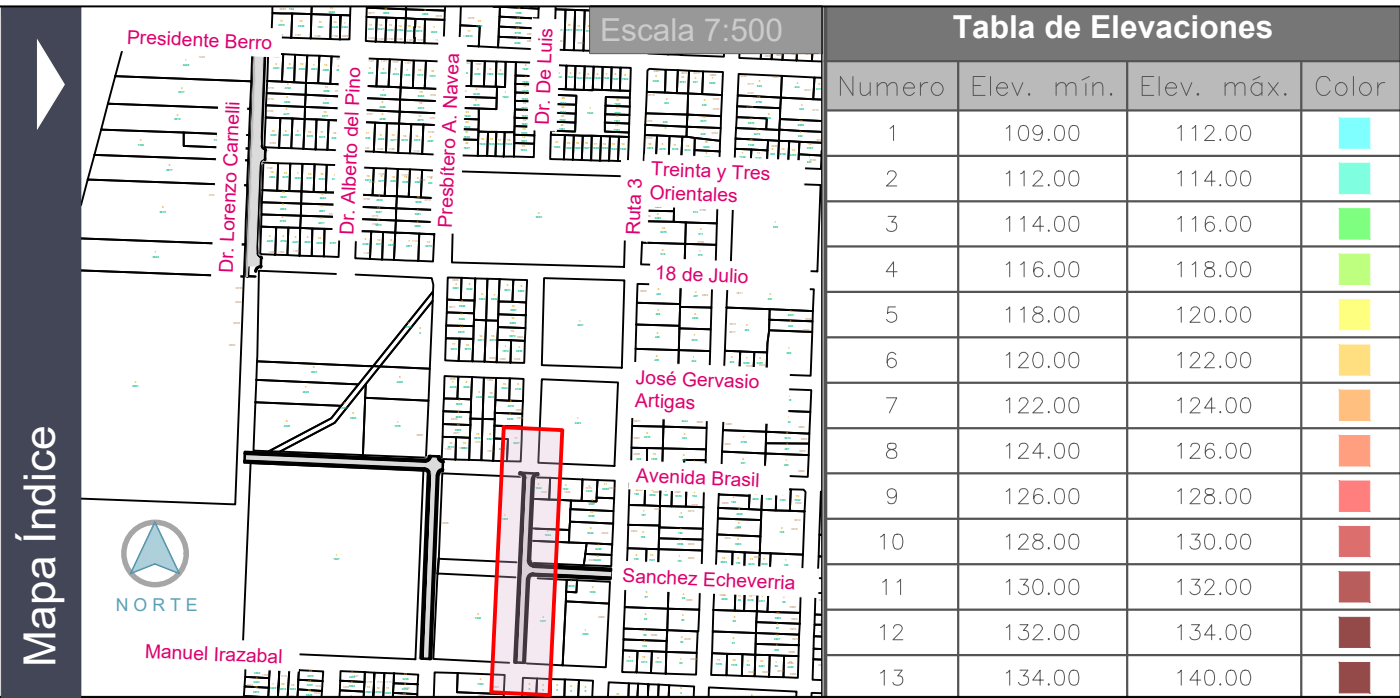 Mapa Índice
Escala 7:500
Presidente Berro
Dr. Lorenzo Carnelli
Dr. Alberto del Pino
Presbítero A. Navea
Dr. De Luis
Ruta 3
Treinta y Tres
Orientales
18 de Julio
José Gervasio
Artigas
Avenida Brasil
Sanchez Echeverria
Manuel Irazabal
NORTE
Tabla de Elevaciones
Numero Elev. mín. Elev. máx. Color
1 109.00 112.00
2 112.00 114.00
3 114.00 116.00
4 116.00 118.00
5 118.00 120.00
6 120.00 122.00
7 122.00 124.00
8 124.00 126.00
9 126.00 128.00
10 128.00 130.00
11 130.00 132.00
12 132.00 134.00
13 134.00 140.00